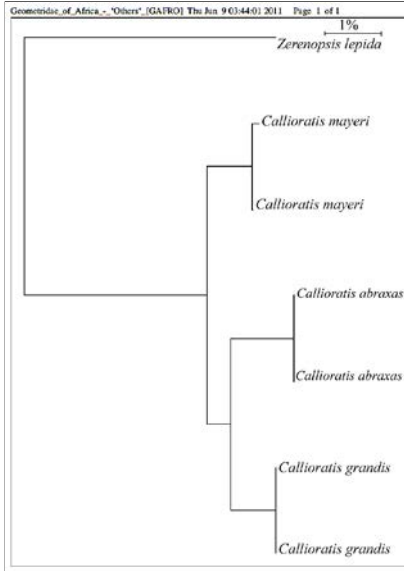 Geometridae_of_Africa_-_"Others"_[GAFRO] Thu Jun 9 03:44:01 2011 Page 1 of 1
1%
Zerenopsis lepida
Callioratis mayeri
Callioratis mayeri
Callioratis abraxas
Callioratis abraxas
Callioratis grandis
Callioratis grandis